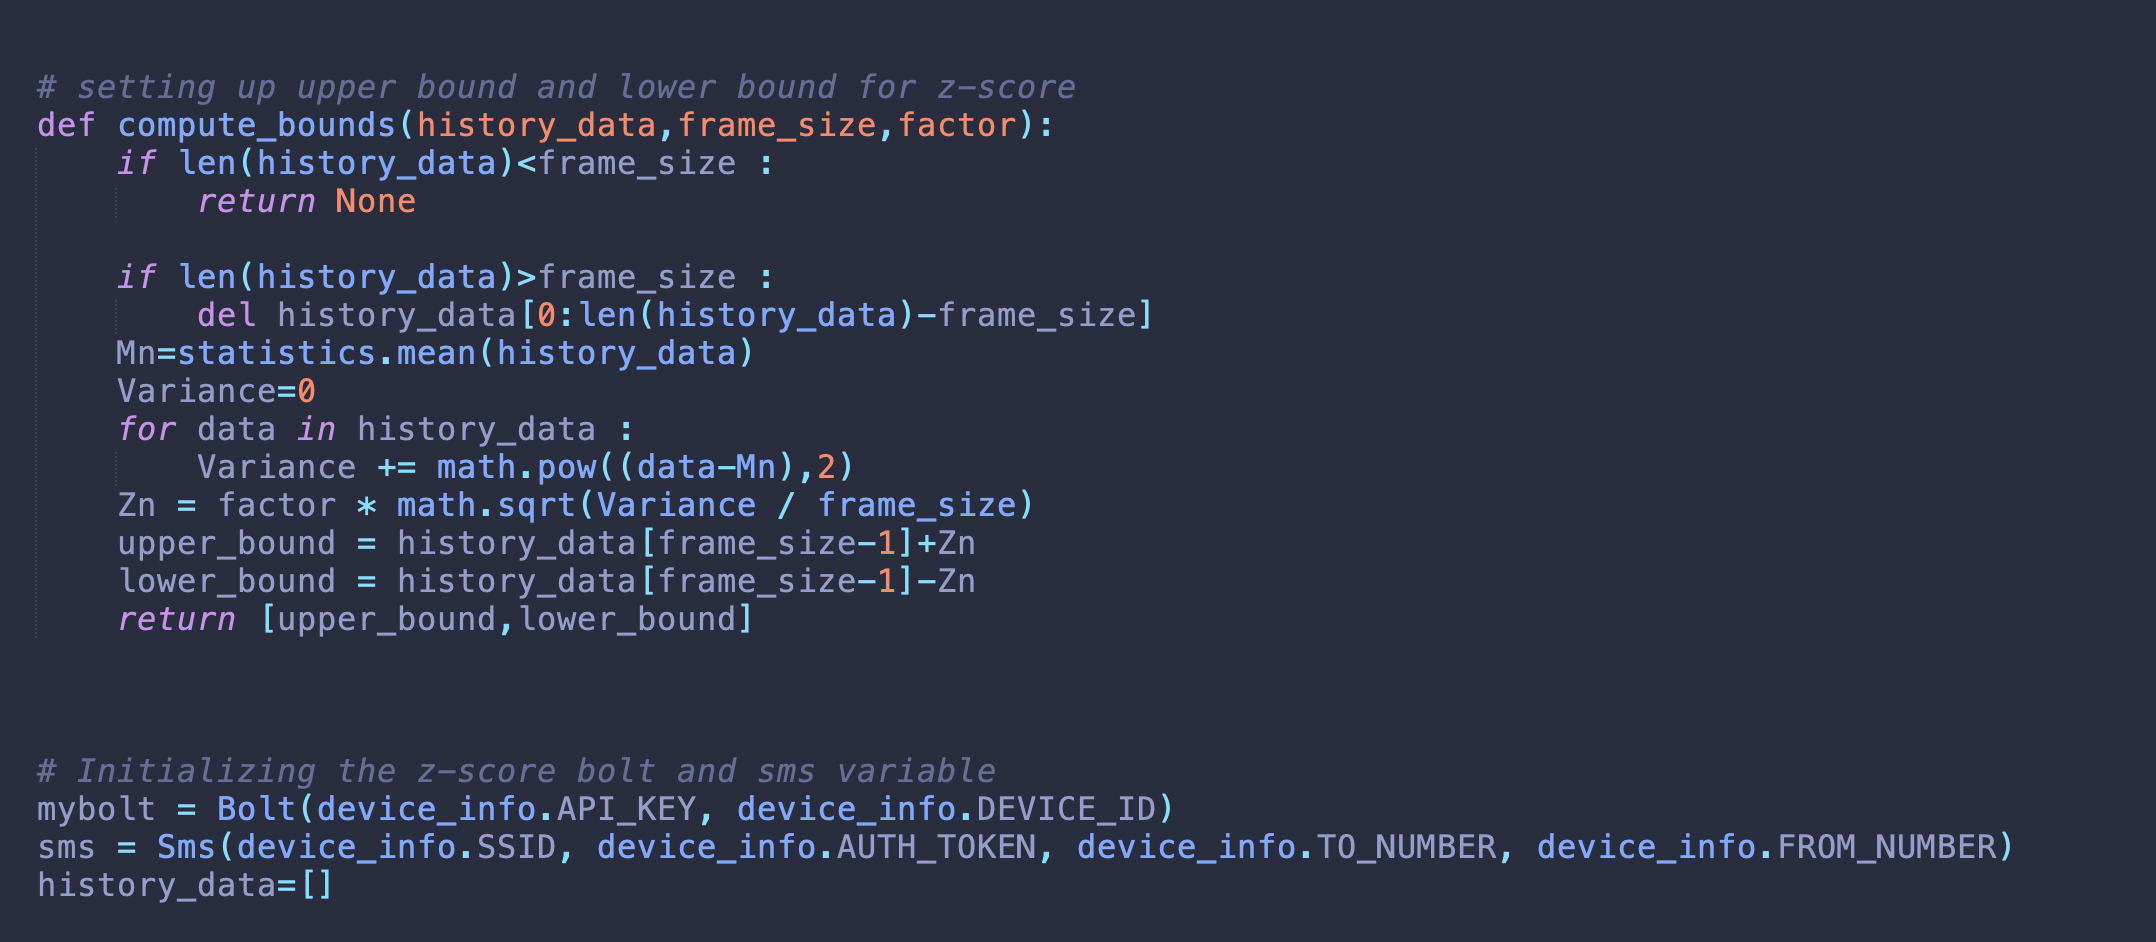 # setting up upper bound and lower bound for z-score
def compute_bounds(history_data,frame_size,factor):
    if len(history_data)<frame_size :
        return None

    if len(history_data)>frame_size :
        del history_data[0:len(history_data)-frame_size]
    Mn=statistics.mean(history_data)
    Variance=0
    for data in history_data :
        Variance += math.pow((data-Mn),2)
    Zn = factor * math.sqrt(Variance / frame_size)
    upper_bound = history_data[frame_size-1]+Zn
    lower_bound = history_data[frame_size-1]-Zn
    return [upper_bound,lower_bound]

# Initializing the z-score bolt and sms variable
mybolt = Bolt(device_info.API_KEY, device_info.DEVICE_ID)
sms = Sms(device_info.SSID, device_info.AUTH_TOKEN, device_info.TO_NUMBER, device_info.FROM_NUMBER)
history_data=[]